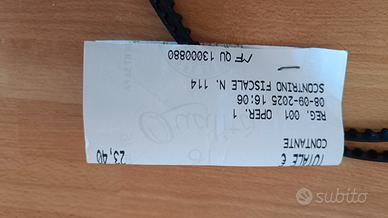 TOTALE € 23,40
CONTANTE
REG. 001 OPER. 1
08-09-2025 16:06
SCONTRINO FISCALE N. 114
MF QU 13000880
subito